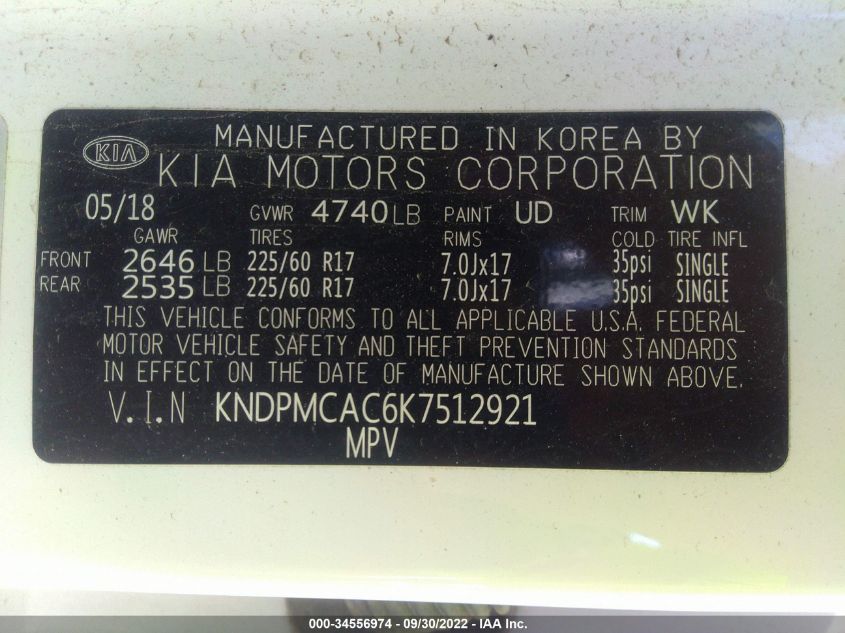 KIA
MANUFACTURED IN KOREA BY
KIA MOTORS CORPORATION
05/18 GVWR 4740 LB PAINT UD TRIM WK
GAWR TIRES RIMS COLD TIRE INFL
FRONT 2646 LB 225/60 R17 7.0Jx17 35psi SINGLE
REAR 2535 LB 225/60 R17 7.0Jx17 35psi SINGLE
THIS VEHICLE CONFORMS TO ALL APPLICABLE U.S.A. FEDERAL
MOTOR VEHICLE SAFETY AND THEFT PREVENTION STANDARDS
IN EFFECT ON THE DATE OF MANUFACTURE SHOWN ABOVE.
V.I.N KNDPMCAC6K7512921
MPV
000-34556974 - 09/30/2022 - IAA Inc.